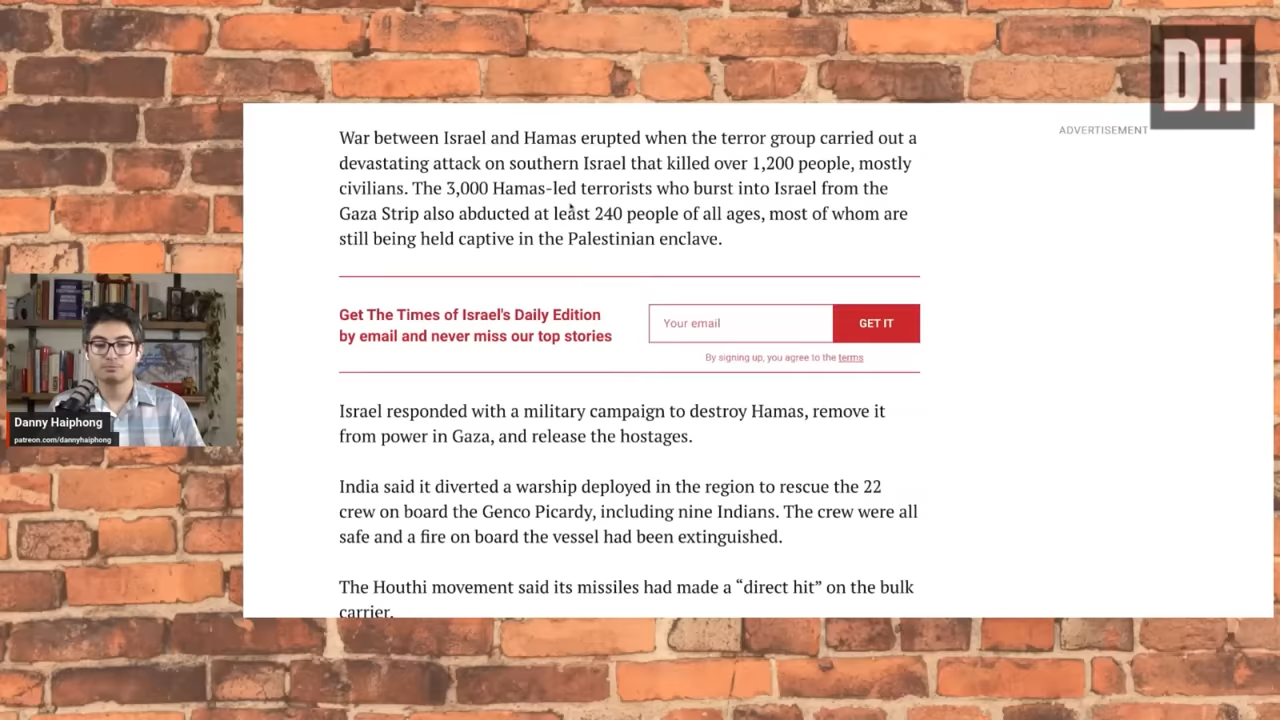 DH
ADVERTISEMENT
War between Israel and Hamas erupted when the terror group carried out a
devastating attack on southern Israel that killed over 1,200 people, mostly
civilians. The 3,000 Hamas-led terrorists who burst into Israel from the
Gaza Strip also abducted at least 240 people of all ages, most of whom are
still being held captive in the Palestinian enclave.
Get The Times of Israel's Daily Edition
by email and never miss our top stories
Your email
GET IT
By signing up, you agree to the terms
Israel responded with a military campaign to destroy Hamas, remove it
from power in Gaza, and release the hostages.
India said it diverted a warship deployed in the region to rescue the 22
crew on board the Genco Picardy, including nine Indians. The crew were all
safe and a fire on board the vessel had been extinguished.
The Houthi movement said its missiles had made a “direct hit” on the bulk
carrier.
Danny Haiphong
patreon.com/dannyhaiphong